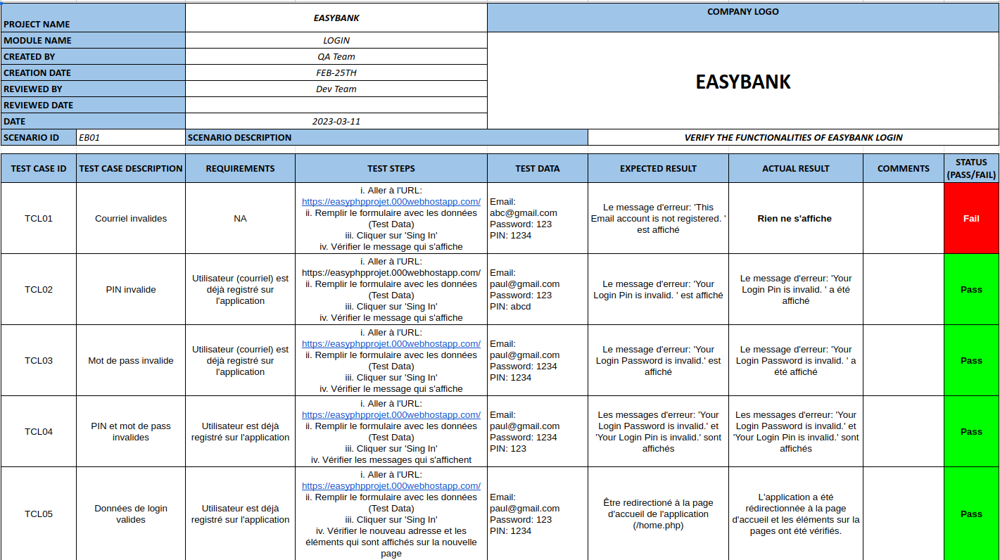 COMPANY LOGO
PROJECT NAME EASYBANK
MODULE NAME LOGIN
CREATED BY QA Team
CREATION DATE FEB-25TH
EASYBANK
REVIEWED BY Dev Team
REVIEWED DATE
DATE 2023-03-11
SCENARIO ID EB01 SCENARIO DESCRIPTION VERIFY THE FUNCTIONALITIES OF EASYBANK LOGIN
TEST CASE ID TEST CASE DESCRIPTION REQUIREMENTS TEST STEPS TEST DATA EXPECTED RESULT ACTUAL RESULT COMMENTS STATUS
(PASS/FAIL)
TCL01
Courriel invalides
NA
i. Aller à l'URL:
https://easyphpprojet.000webhostapp.com/
ii. Remplir le formulaire avec les données
(Test Data)
iii. Cliquer sur 'Sing In'
iv. Vérifier le message qui s'affiche
Email:
abc@gmail.com
Password: 123
PIN: 1234
Le message d'erreur: 'This
Email account is not registered. '
est affiché
Rien ne s'affiche
Fail
TCL02
PIN invalide
Utilisateur (courriel) est
déjà registré sur
l'application
i. Aller à l'URL:
https://easyphpprojet.000webhostapp.com/
ii. Remplir le formulaire avec les données
(Test Data)
iii. Cliquer sur 'Sing In'
iv. Vérifier le message qui s'affiche
Email:
paul@gmail.com
Password: 123
PIN: abcd
Le message d'erreur: 'Your
Login Pin is invalid. ' est affiché
Le message d'erreur: 'Your
Login Pin is invalid. ' a été
affiché
Pass
TCL03
Mot de pass invalide
Utilisateur (courriel) est
déjà registré sur
l'application
i. Aller à l'URL:
https://easyphpprojet.000webhostapp.com/
ii. Remplir le formulaire avec les données
(Test Data)
iii. Cliquer sur 'Sing In'
iv. Vérifier le message qui s'affiche
Email:
paul@gmail.com
Password: 1234
PIN: 1234
Le message d'erreur: 'Your
Login Password is invalid.' est
affiché
Le message d'erreur: 'Your
Login Password is invalid. ' a
été affiché
Pass
TCL04
PIN et mot de pass
invalides
Utilisateur est déjà
registré sur l'application
i. Aller à l'URL:
https://easyphpprojet.000webhostapp.com/
ii. Remplir le formulaire avec les données
(Test Data)
iii. Cliquer sur 'Sing In'
iv. Vérifier les messages qui s'affichent
Email:
paul@gmail.com
Password: 1234
PIN: 123
Les messages d'erreur: 'Your
Login Password is invalid.' et
'Your Login Pin is invalid.' sont
affichés
Les messages d'erreur: 'Your
Login Password is invalid.' et
'Your Login Pin is invalid.' sont
affichés
Pass
TCL05
Données de login
valides
Utilisateur est déjà
registré sur l'application
i. Aller à l'URL:
https://easyphpprojet.000webhostapp.com/
ii. Remplir le formulaire avec les données
(Test Data)
iii. Cliquer sur 'Sing In'
iv. Vérifier le nouveau adresse et les
éléments qui sont affichés sur la nouvelle
page
Email:
paul@gmail.com
Password: 123
PIN: 1234
Être redirectioné à la page
d'accueil de l'application
(/home.php)
L'application a été
rédirectionnée à la page
d'accueil et les éléments sur la
pages ont été vérifiés.
Pass